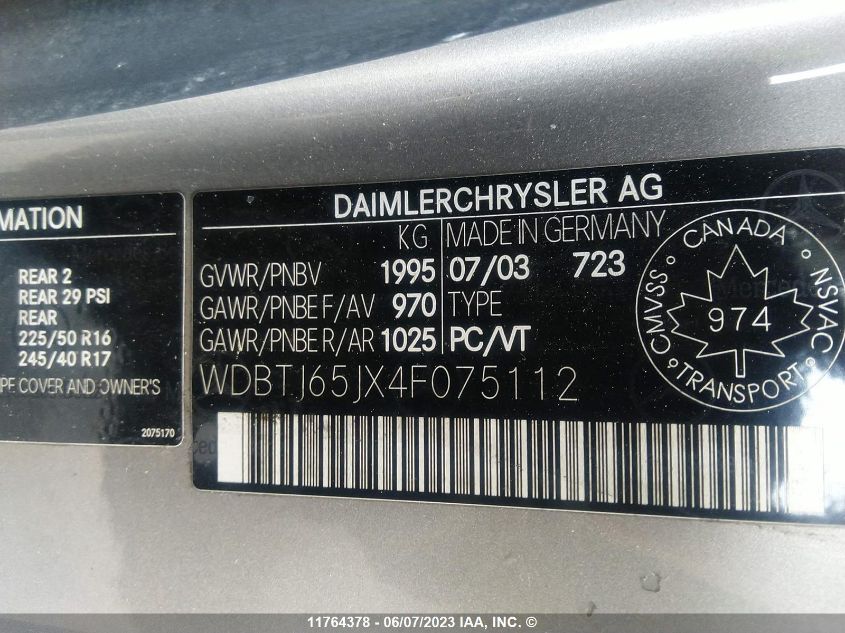 MATION
REAR 2
REAR 29 PSI
REAR
225/50 R16
245/40 R17
PE COVER AND OWNER'S
2075170
DAIMLERCHRYSLER AG
KG MADE IN GERMANY
GVWR/PNBV 1995 07/03 723
GAWR/PNBE F/AV 970 TYPE
GAWR/PNBE R/AR 1025 PC/VT
WDBTJ65JX4F075112
CANADA
CMVSS NSVAC
974
TRANSPORT
11764378 - 06/07/2023 IAA, INC. ©